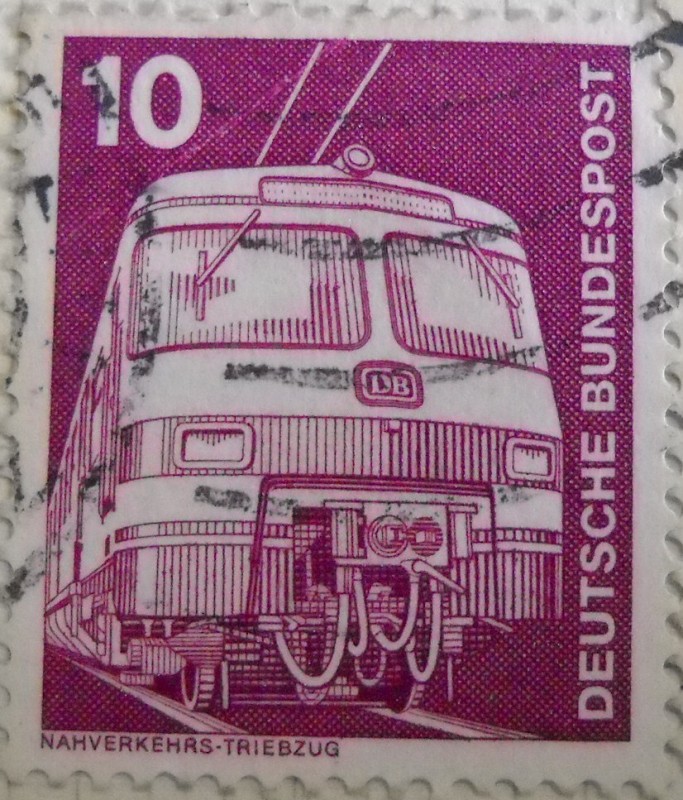 10
DEUTSCHE BUNDESPOST
DB
NAHVERKEHRS-TRIEBZUG